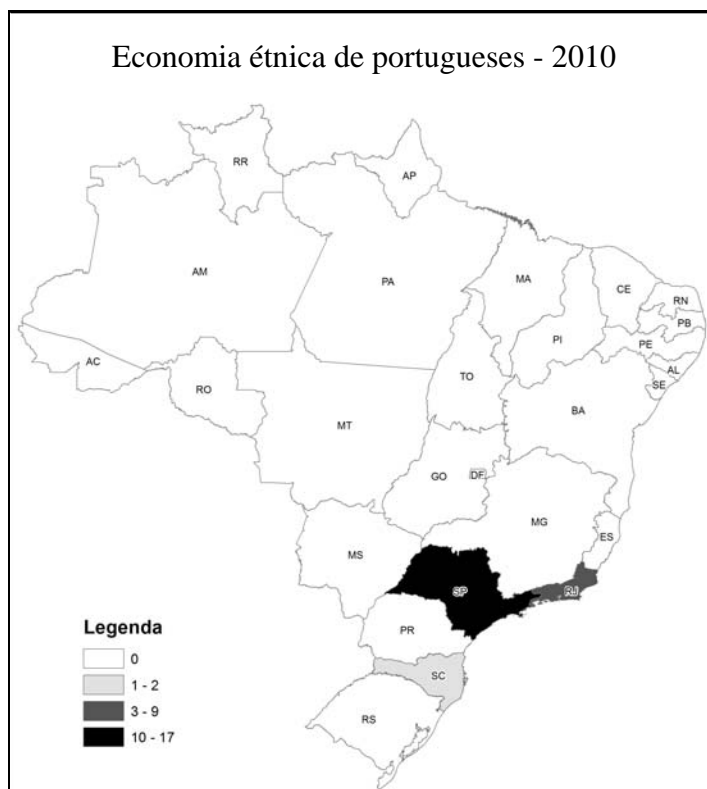 Economia étnica de portugueses - 2010
RR
AP
AM
PA
MA
CE
RN
PB
PE
AL
SE
PI
AC
RO
TO
BA
MT
GO
DF
MG
ES
MS
SP
RJ
PR
SC
RS
Legenda
0
1 - 2
3 - 9
10 - 17